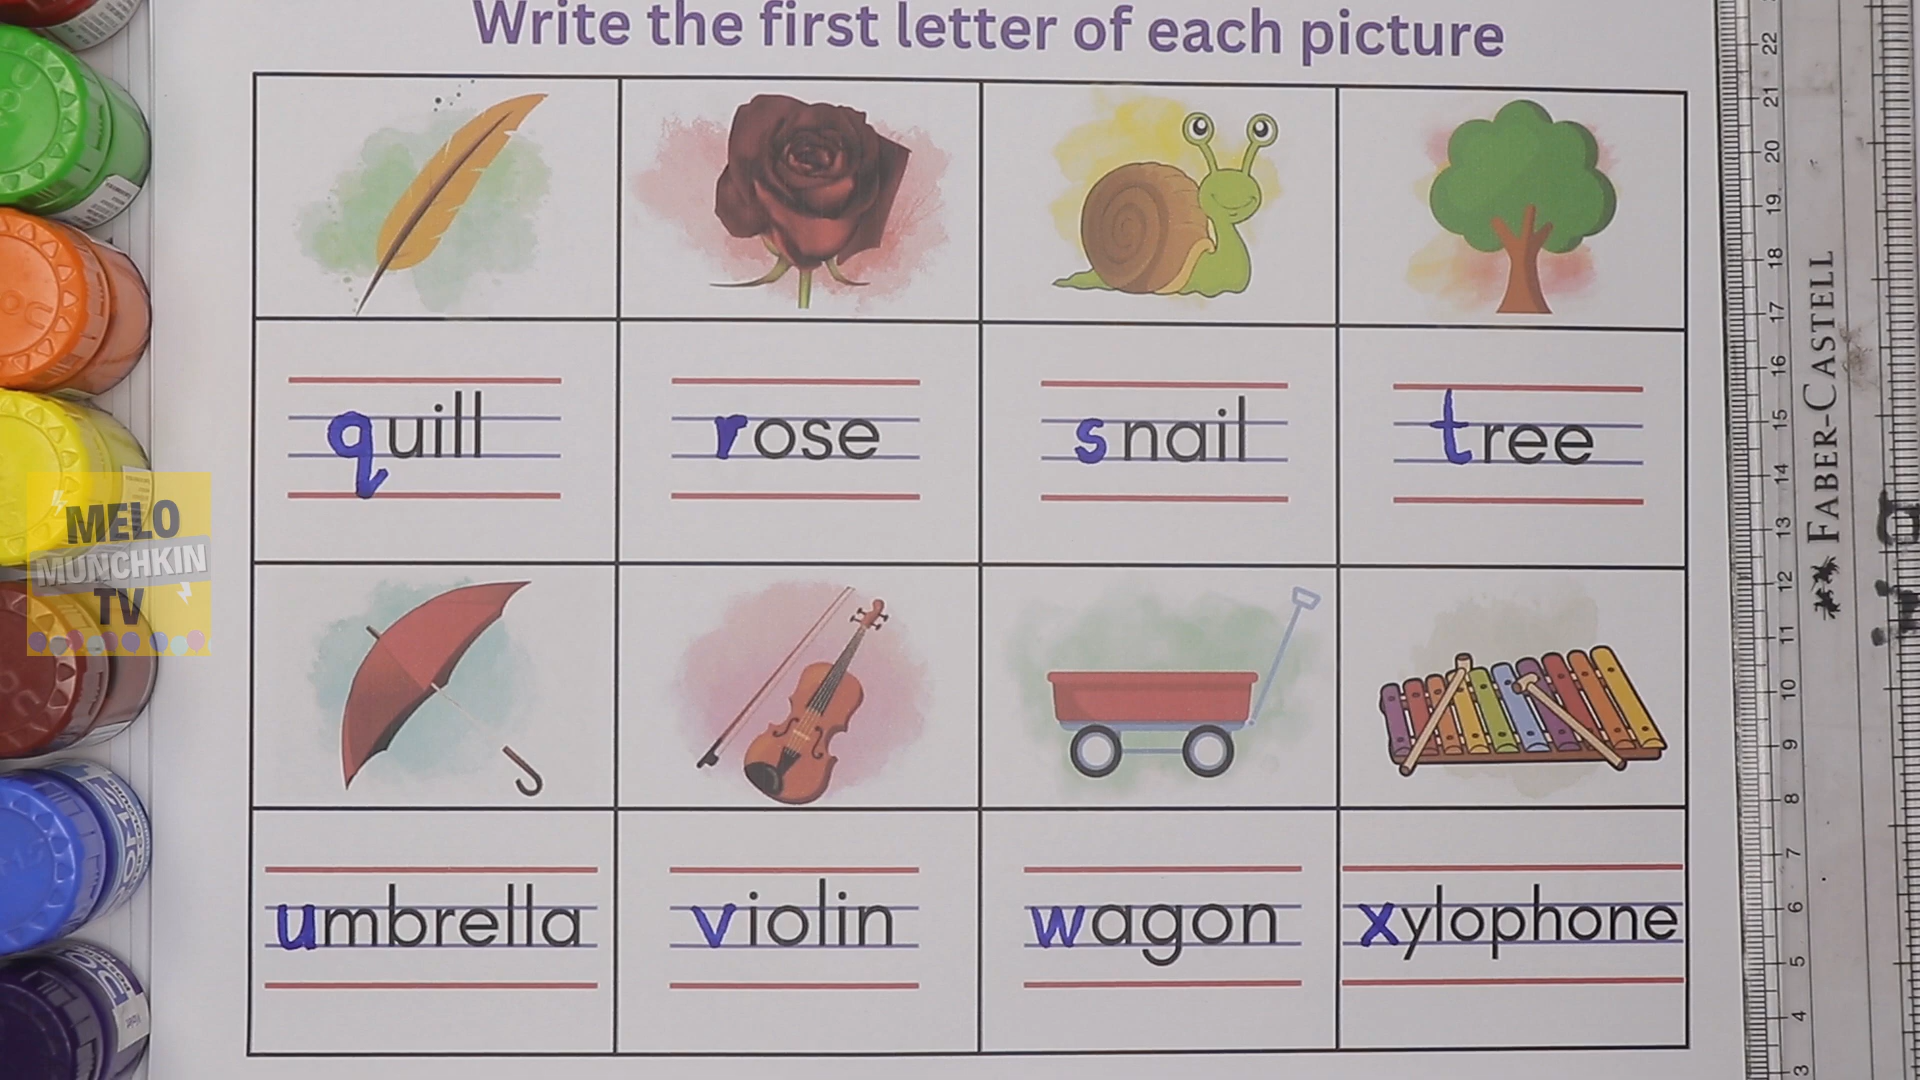 Write the first letter of each picture
quill rose snail tree
umbrella violin wagon xylophone
MELO
MUNCHKIN
TV
22
21
20
19
18
17
16
15
14
13
12
11
10
9
8
7
6
5
4
3
FABER-CASTELL